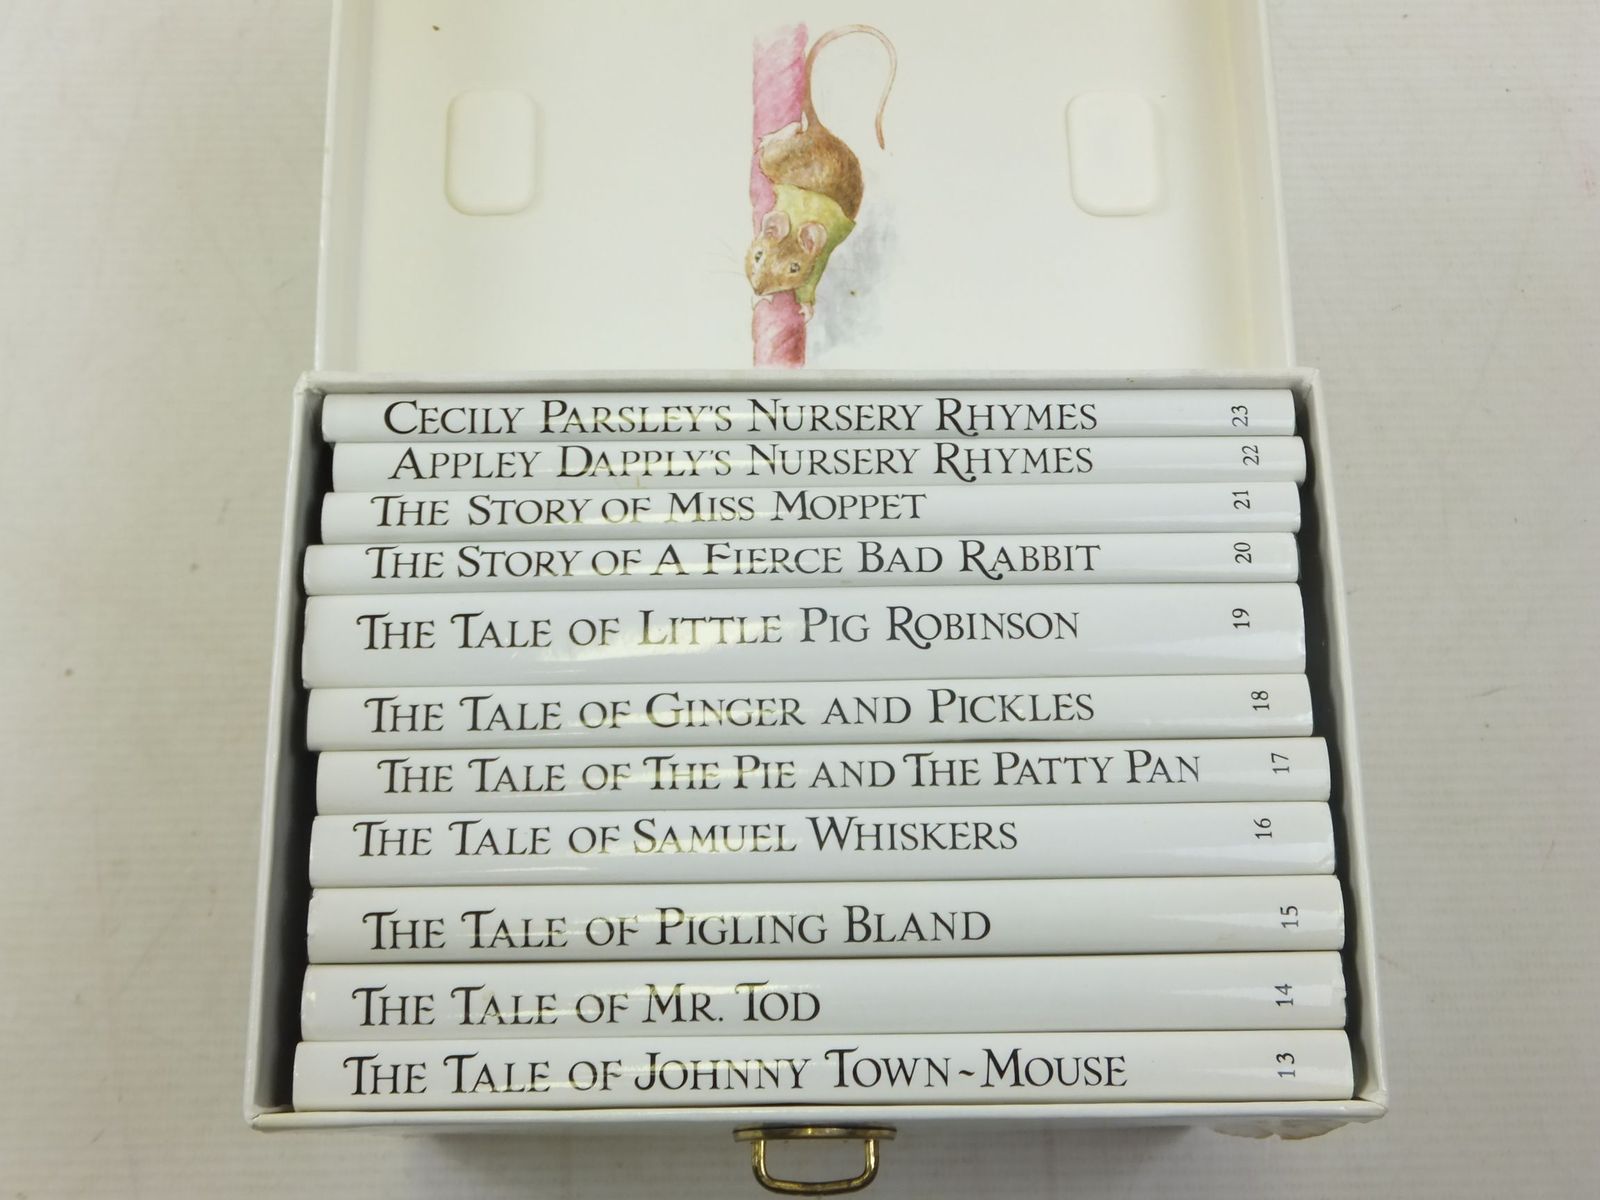 CECILY PARSLEY'S NURSERY RHYMES 23
APPLEY DAPPLY'S NURSERY RHYMES 22
THE STORY OF MISS MOPPET 21
THE STORY OF A FIERCE BAD RABBIT 20
THE TALE OF LITTLE PIG ROBINSON 19
THE TALE OF GINGER AND PICKLES 18
THE TALE OF THE PIE AND THE PATTY PAN 17
THE TALE OF SAMUEL WHISKERS 16
THE TALE OF PIGLING BLAND 15
THE TALE OF MR. TOD 14
THE TALE OF JOHNNY TOWN~MOUSE 13